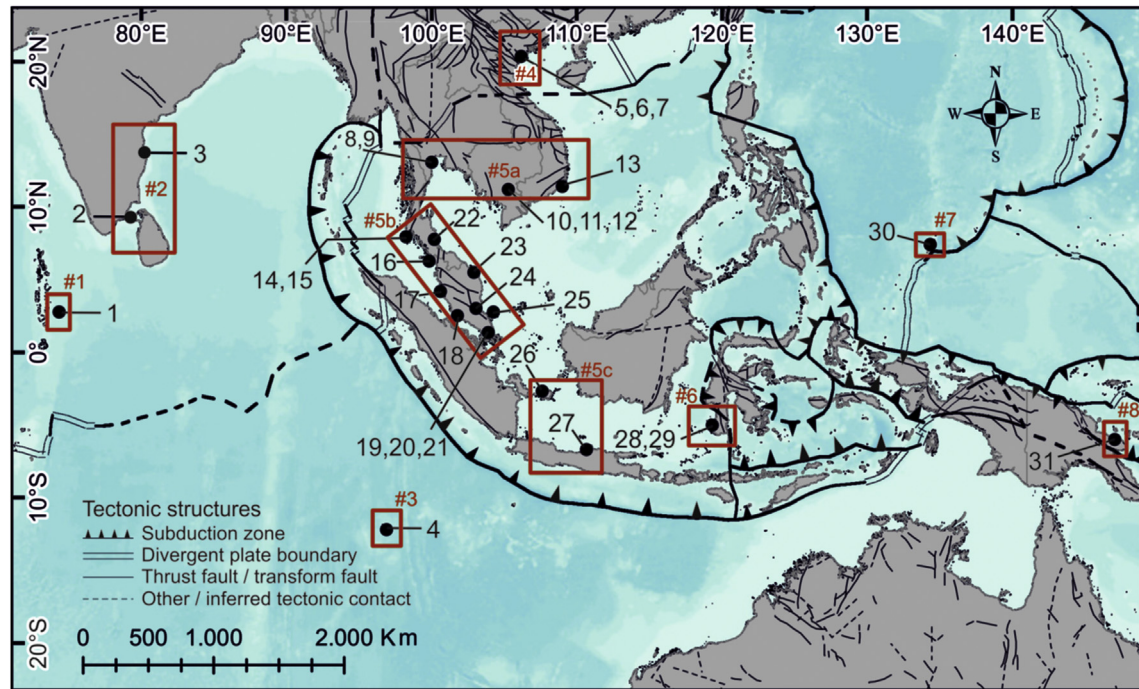 80°E 90°E 100°E 110°E 120°E 130°E 140°E
20°N
10°N
0°
10°S
20°S
N
W E
S
#4
5,6,7
3
#2
2
8,9
#5a
13
10,11,12
#5b
22
14,15
16
23
24
17
25
18
26
19,20,21
#5c
27
#6
28,29
#7
30
#8
31
#1
1
#3
4
Tectonic structures
Subduction zone
Divergent plate boundary
Thrust fault / transform fault
Other / inferred tectonic contact
0 500 1.000 2.000 Km